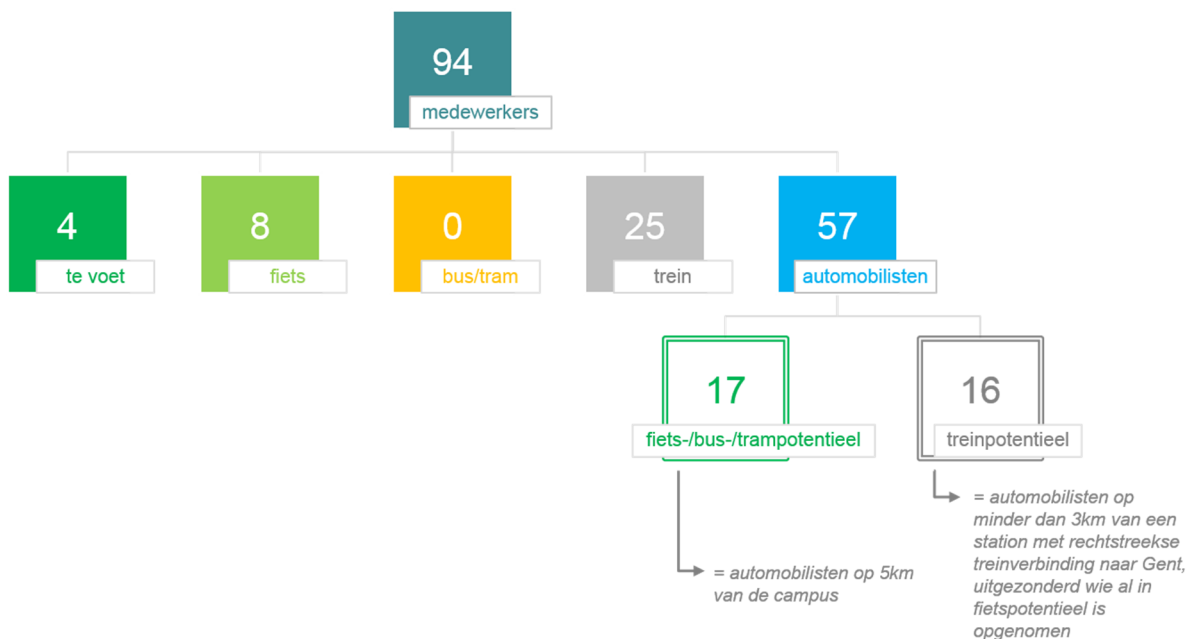 94
medewerkers
4
te voet
8
fiets
0
bus/tram
25
trein
57
automobilisten
17
fiets-/bus-/trampotentieel
16
treinpotentieel
= automobilisten op 5km
van de campus
= automobilisten op
minder dan 3km van een
station met rechtstreekse
treinverbinding naar Gent,
uitgezonderd wie al in
fietspotentieel is
opgenomen